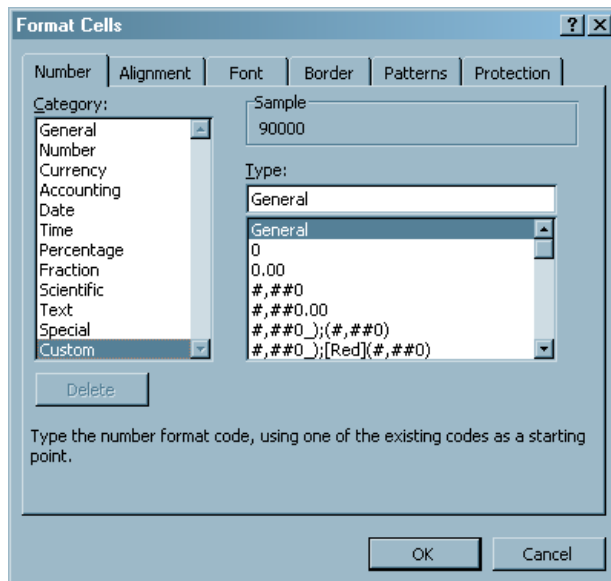 Format Cells
Number Alignment Font Border Patterns Protection
Category:
General
Number
Currency
Accounting
Date
Time
Percentage
Fraction
Scientific
Text
Special
Custom
Sample
90000
Type:
General
General
0
0.00
#,##0
#,##0.00
#,##0_);(#,##0)
#,##0_);[Red](#,##0)
Delete
Type the number format code, using one of the existing codes as a starting
point.
OK Cancel